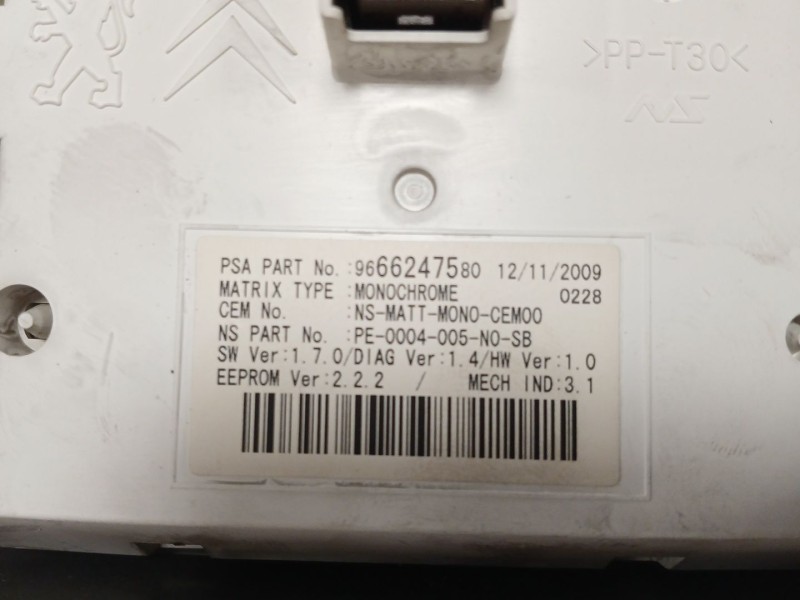 >PP-T30<
NS
PSA PART No. :9666247580 12/11/2009
MATRIX TYPE :MONOCHROME 0228
CEM No. :NS-MATT-MONO-CEM00
NS PART No. :PE-0004-005-NO-SB
SW Ver:1.7.0/DIAG Ver:1.4/HW Ver:1.0
EEPROM Ver:2.2.2 / MECH IND:3.1